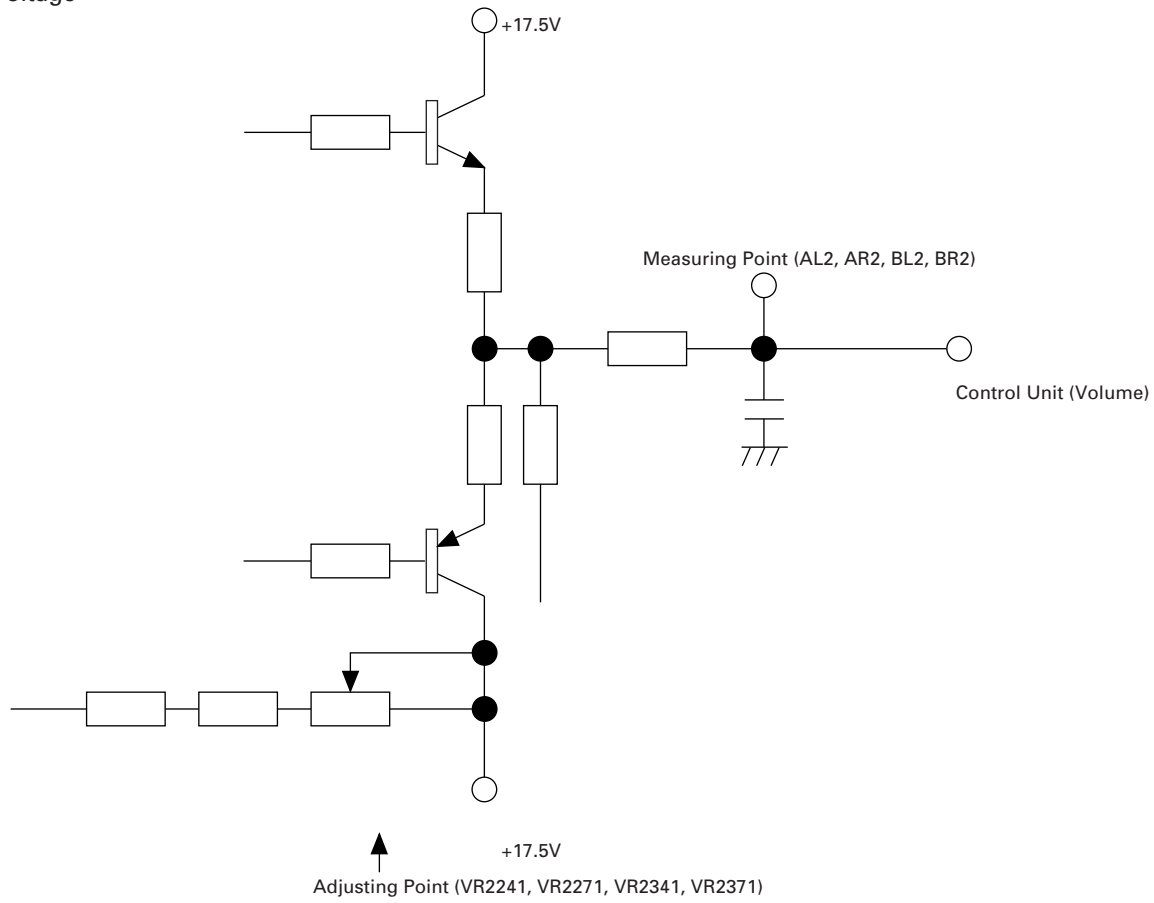 +17.5V
Measuring Point (AL2, AR2, BL2, BR2)
Control Unit (Volume)
+17.5V
Adjusting Point (VR2241, VR2271, VR2341, VR2371)